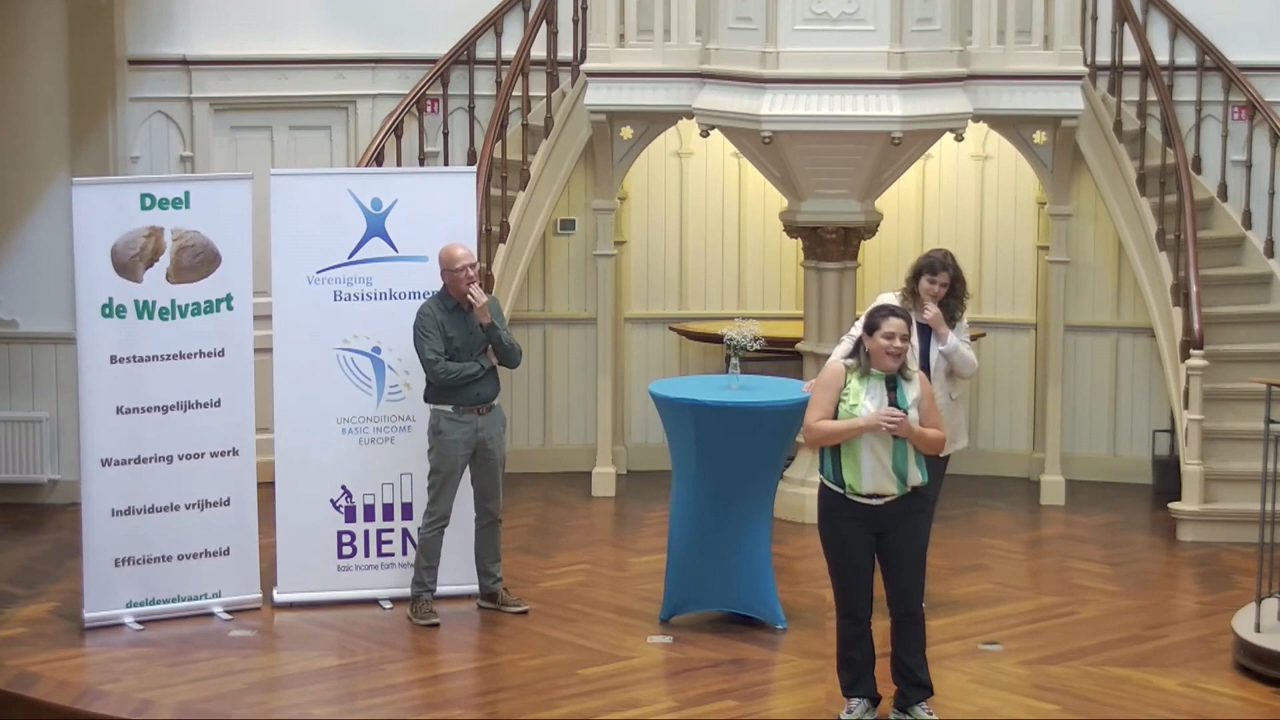 Deel
de Welvaart
Bestaanszekerheid
Kansengelijkheid
Waardering voor werk
Individuele vrijheid
Efficiënte overheid
deeldewelvaart.nl
Vereniging
Basisinkomen
UNCONDITIONAL
BASIC INCOME
EUROPE
BIEN
Basic Income Earth Netw